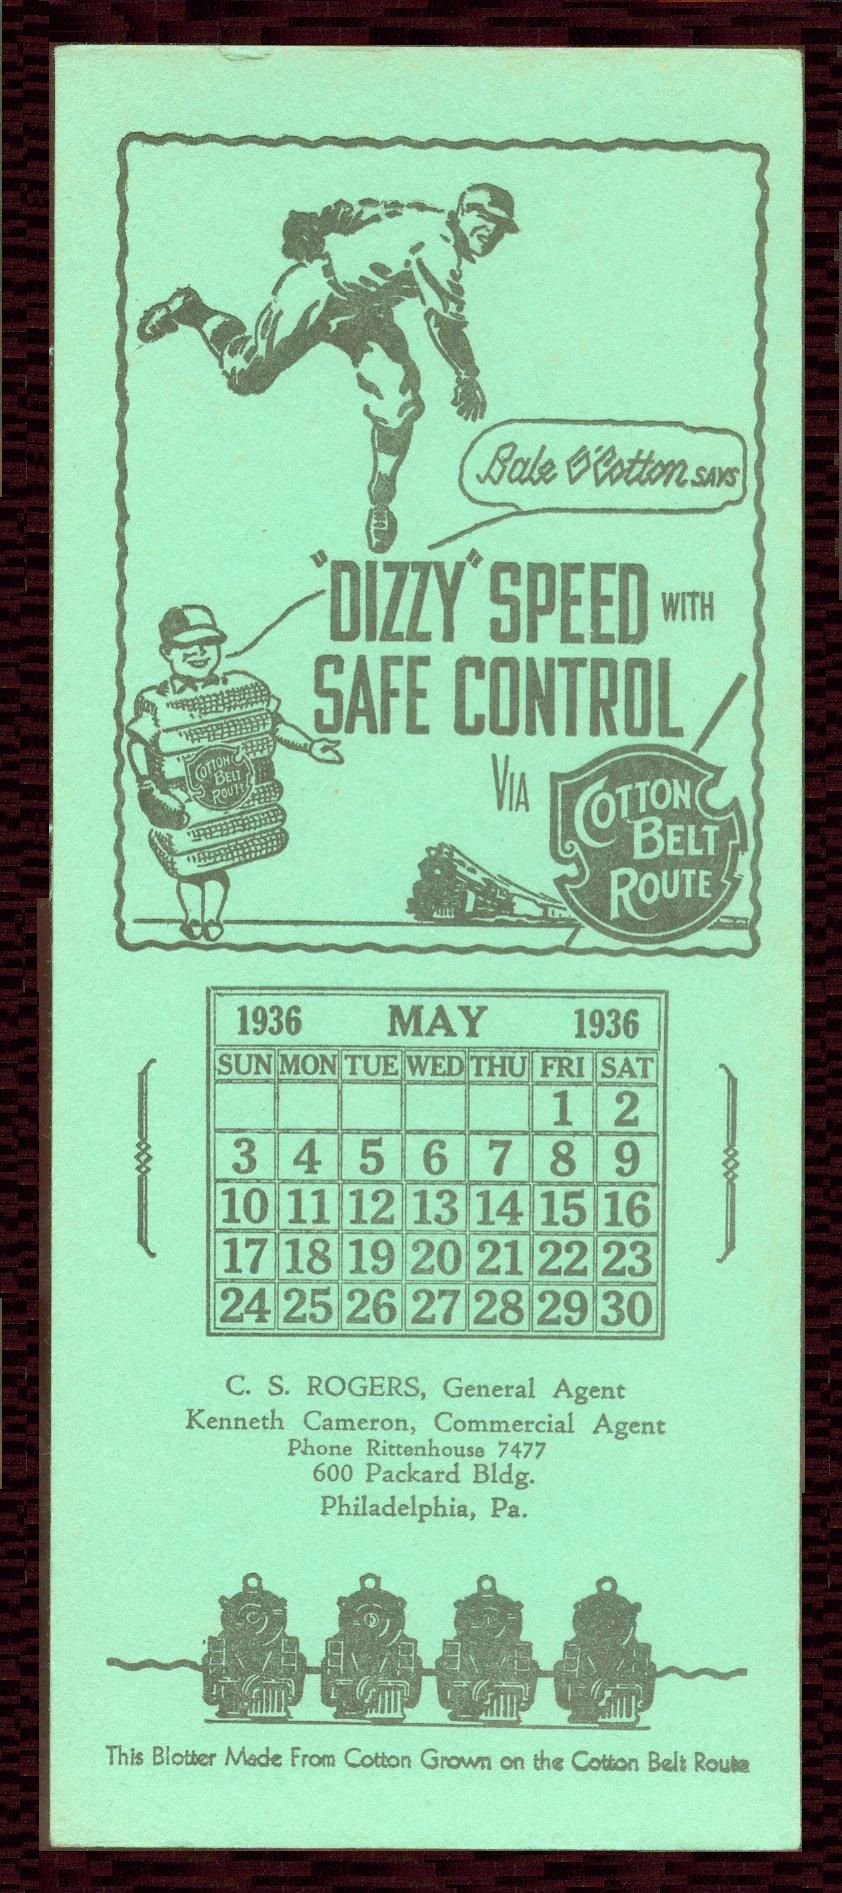 Bale O'Cotton SAYS
"DIZZY" SPEED WITH
SAFE CONTROL
VIA
COTTON
BELT
ROUTE
COTTON
BELT
ROUTE
1936 MAY 1936
SUN MON TUE WED THU FRI SAT
1 2
3 4 5 6 7 8 9
10 11 12 13 14 15 16
17 18 19 20 21 22 23
24 25 26 27 28 29 30
C. S. ROGERS, General Agent
Kenneth Cameron, Commercial Agent
Phone Rittenhouse 7477
600 Packard Bldg.
Philadelphia, Pa.
This Blotter Made From Cotton Grown on the Cotton Belt Route